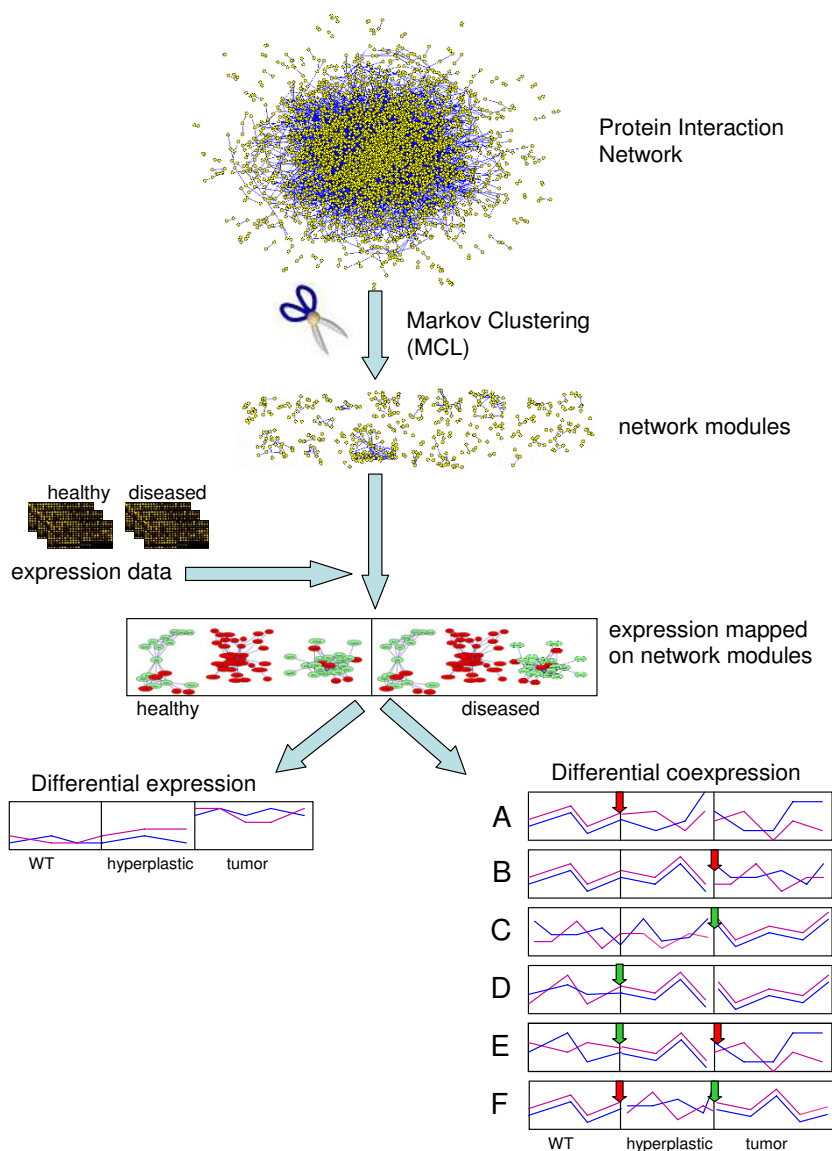 Protein Interaction
Network
Markov Clustering
(MCL)
network modules
healthy diseased
expression data
expression mapped
on network modules
healthy diseased
Differential expression
WT hyperplastic tumor
Differential coexpression
A
B
C
D
E
F
WT hyperplastic tumor